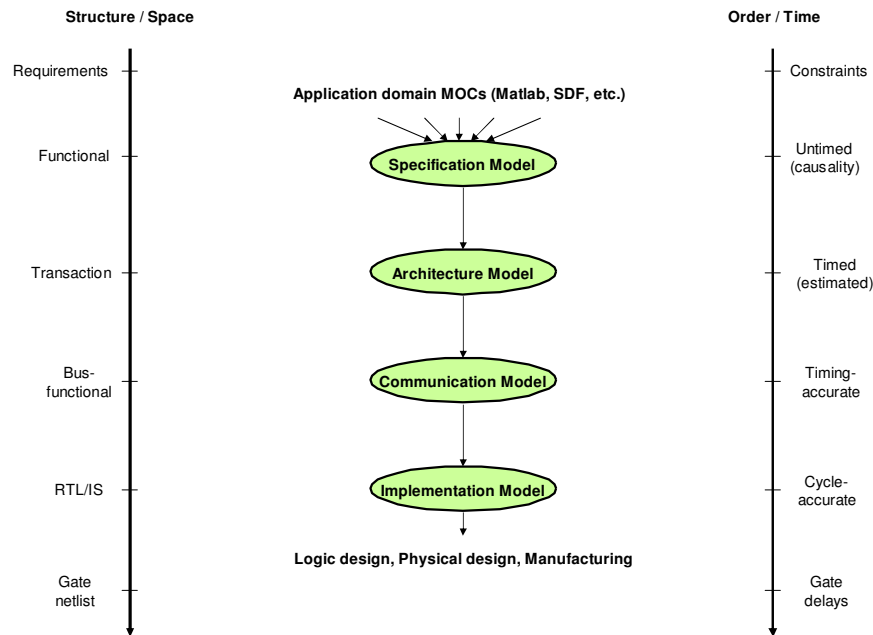 Structure / Space
Order / Time
Requirements
Constraints
Application domain MOCs (Matlab, SDF, etc.)
Functional
Specification Model
Untimed
(causality)
Transaction
Architecture Model
Timed
(estimated)
Bus-
functional
Communication Model
Timing-
accurate
RTL/IS
Implementation Model
Cycle-
accurate
Logic design, Physical design, Manufacturing
Gate
netlist
Gate
delays